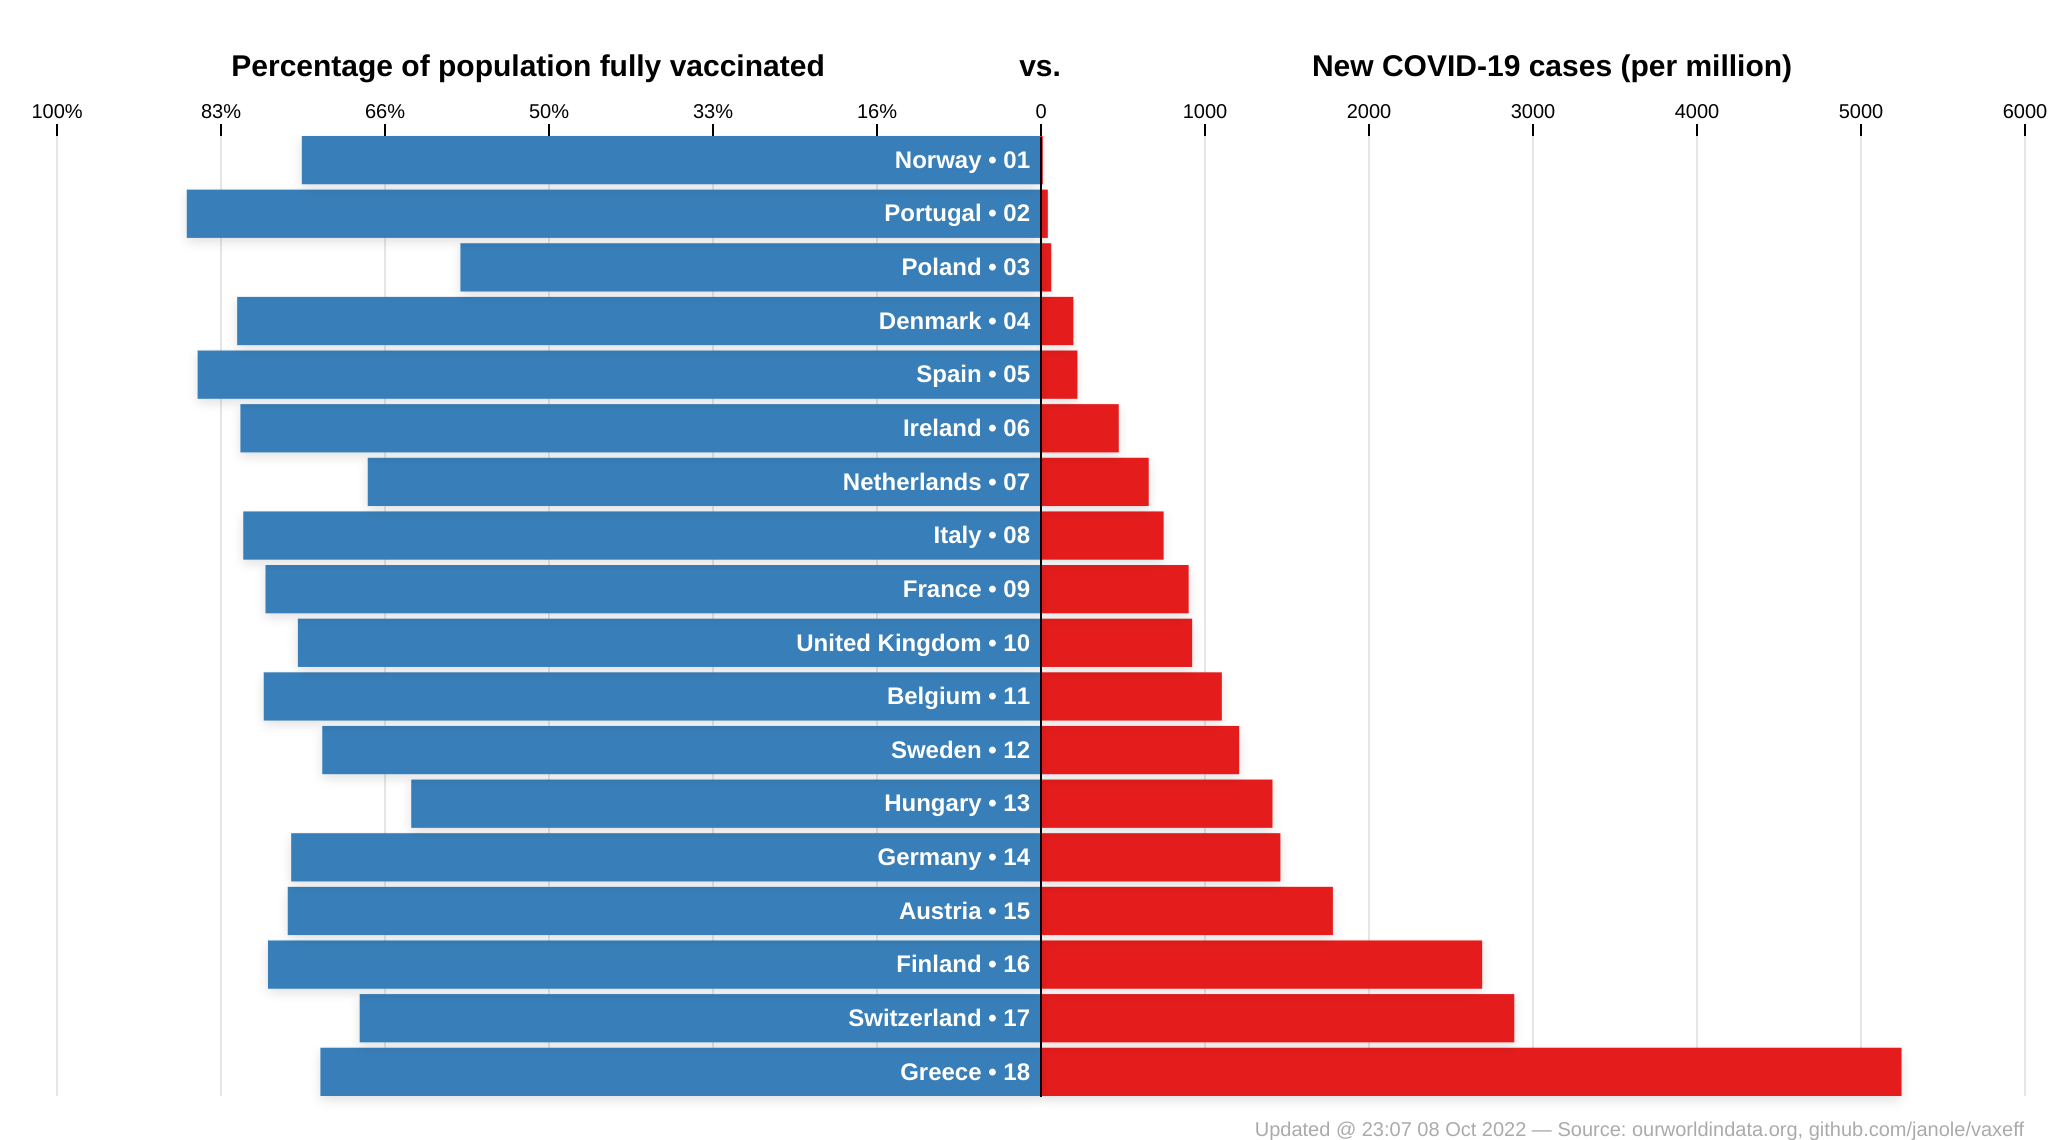 Percentage of population fully vaccinated vs. New COVID-19 cases (per million)
100% 83% 66% 50% 33% 16% 0 1000 2000 3000 4000 5000 6000
Norway • 01
Portugal • 02
Poland • 03
Denmark • 04
Spain • 05
Ireland • 06
Netherlands • 07
Italy • 08
France • 09
United Kingdom • 10
Belgium • 11
Sweden • 12
Hungary • 13
Germany • 14
Austria • 15
Finland • 16
Switzerland • 17
Greece • 18
Updated @ 23:07 08 Oct 2022 — Source: ourworldindata.org, github.com/janole/vaxeff